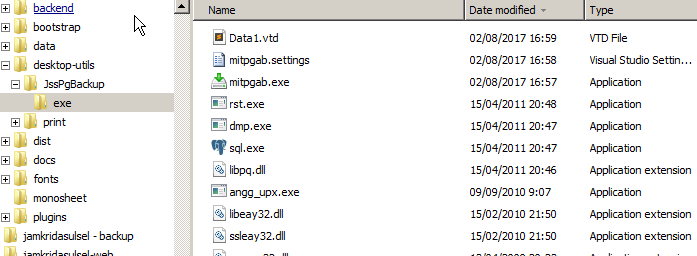 backend
bootstrap
data
desktop-utils
JssPgBackup
exe
print
dist
docs
fonts
monosheet
plugins
jamkridasulsel - backup
jamkridasulsel-web
Name Date modified Type
Data1.vtd 02/08/2017 16:59 VTD File
mitpgab.settings 02/08/2017 16:58 Visual Studio Settin...
mitpgab.exe 02/08/2017 16:57 Application
rst.exe 15/04/2011 20:48 Application
dmp.exe 15/04/2011 20:47 Application
sql.exe 15/04/2011 20:47 Application
libpq.dll 15/04/2011 20:46 Application extension
angg_upx.exe 09/09/2010 9:07 Application
libeay32.dll 15/02/2010 21:50 Application extension
ssleay32.dll 15/02/2010 21:50 Application extension